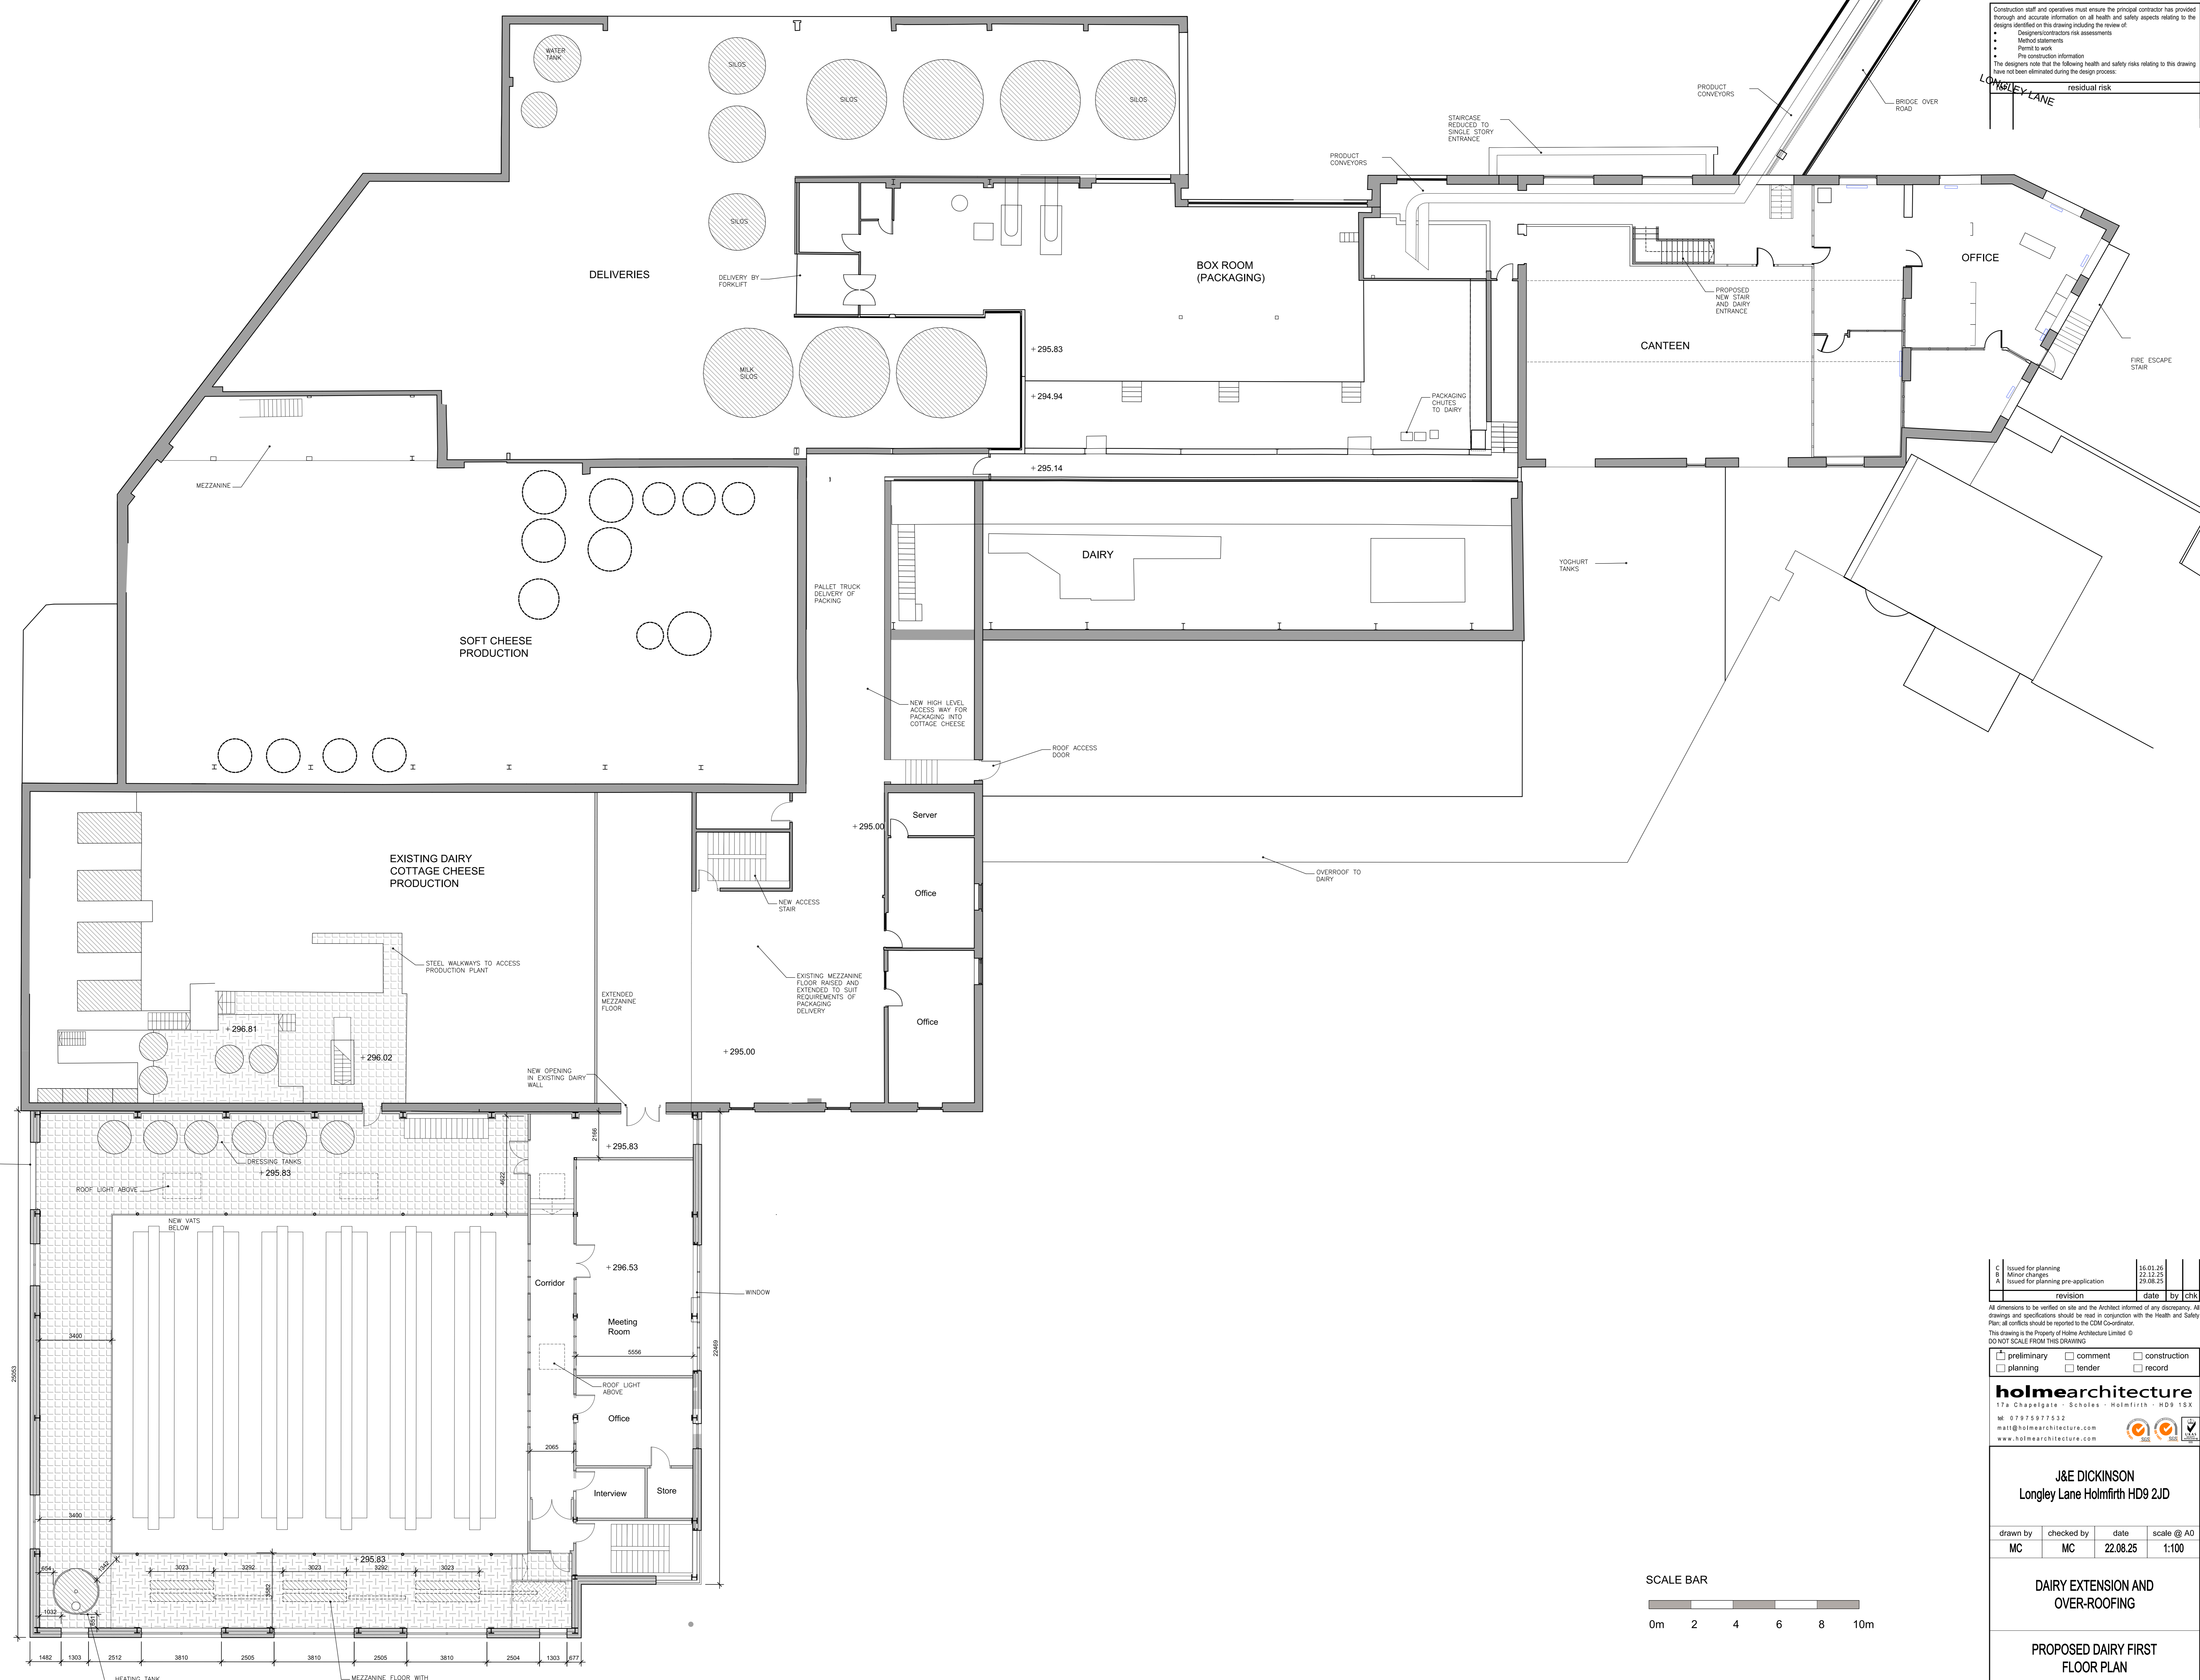 Construction staff and operatives must ensure the principal contractor has provided
thorough and accurate information on all health and safety aspects relating to the
designs identified on this drawing including the review of:
• Designers/contractors risk assessments
• Method statements
• Permit to work
• Pre construction information
The designers note that the following health and safety risks relating to this drawing
have not been eliminated during the design process:
residual risk
LONGLEY LANE
WATER
TANK
SILOS
SILOS
SILOS
SILOS
PRODUCT
CONVEYORS
BRIDGE OVER
ROAD
STAIRCASE
REDUCED TO
SINGLE STORY
ENTRANCE
PRODUCT
CONVEYORS
DELIVERIES
DELIVERY BY
FORKLIFT
BOX ROOM
(PACKAGING)
OFFICE
PROPOSED
NEW STAIR
AND DAIRY
ENTRANCE
CANTEEN
FIRE ESCAPE
STAIR
MILK
SILOS
+295.83
+294.94
PACKAGING
CHUTES
TO DAIRY
+295.14
MEZZANINE
DAIRY
YOGHURT
TANKS
PALLET TRUCK
DELIVERY OF
PACKING
SOFT CHEESE
PRODUCTION
NEW HIGH LEVEL
ACCESS WAY FOR
PACKAGING INTO
COTTAGE CHEESE
ROOF ACCESS
DOOR
Server
+295.00
EXISTING DAIRY
COTTAGE CHEESE
PRODUCTION
OVERROOF TO
DAIRY
Office
NEW ACCESS
STAIR
STEEL WALKWAYS TO ACCESS
PRODUCTION PLANT
EXISTING MEZZANINE
FLOOR RAISED AND
EXTENDED TO SUIT
REQUIREMENTS OF
PACKAGING
DELIVERY
EXTENDED
MEZZANINE
FLOOR
Office
+296.81
+296.02
+295.00
NEW OPENING
IN EXISTING DAIRY
WALL
2166
+295.83
DRESSING TANKS
+295.83
4622
ROOF LIGHT ABOVE
NEW VATS
BELOW
+296.53
Corridor
WINDOW
Meeting
Room
3400
5556
22469
25053
ROOF LIGHT
ABOVE
Office
2065
Interview
Store
3400
+295.83
654
1342
3023
3292
3023
3292
3023
3582
1032
651
1482
1303
2512
3810
2505
3810
2505
3810
2504
1303
677
HEATING TANK
MEZZANINE FLOOR WITH
SCALE BAR
0m 2 4 6 8 10m
C Issued for planning 16.01.26
B Minor changes 22.12.25
A Issued for planning pre-application 29.08.25
revision date by chk
All dimensions to be verified on site and the Architect informed of any discrepancy. All
drawings and specifications should be read in conjunction with the Health and Safety
Plan; all conflicts should be reported to the CDM Co-ordinator.
This drawing is the Property of Holme Architecture Limited ©
DO NOT SCALE FROM THIS DRAWING
preliminary comment construction
planning tender record
holmearchitecture
17a Chapelgate - Scholes - Holmfirth - HD9 1SX
tel: 07975977532
matt@holmearchitecture.com
www.holmearchitecture.com
J&E DICKINSON
Longley Lane Holmfirth HD9 2JD
drawn by checked by date scale @ A0
MC MC 22.08.25 1:100
DAIRY EXTENSION AND
OVER-ROOFING
PROPOSED DAIRY FIRST
FLOOR PLAN